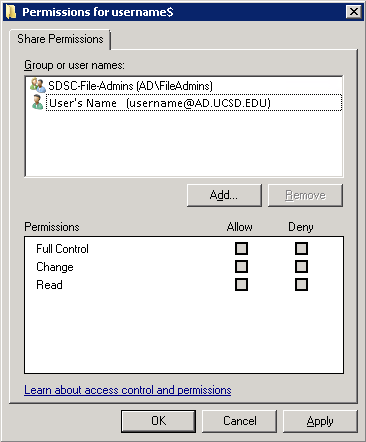 Permissions for username$
Share Permissions
Group or user names:
SDSC-File-Admins (AD\FileAdmins)
User's Name (username@AD.UCSD.EDU)
Add... Remove
Permissions Allow Deny
Full Control
Change
Read
Learn about access control and permissions
OK Cancel Apply